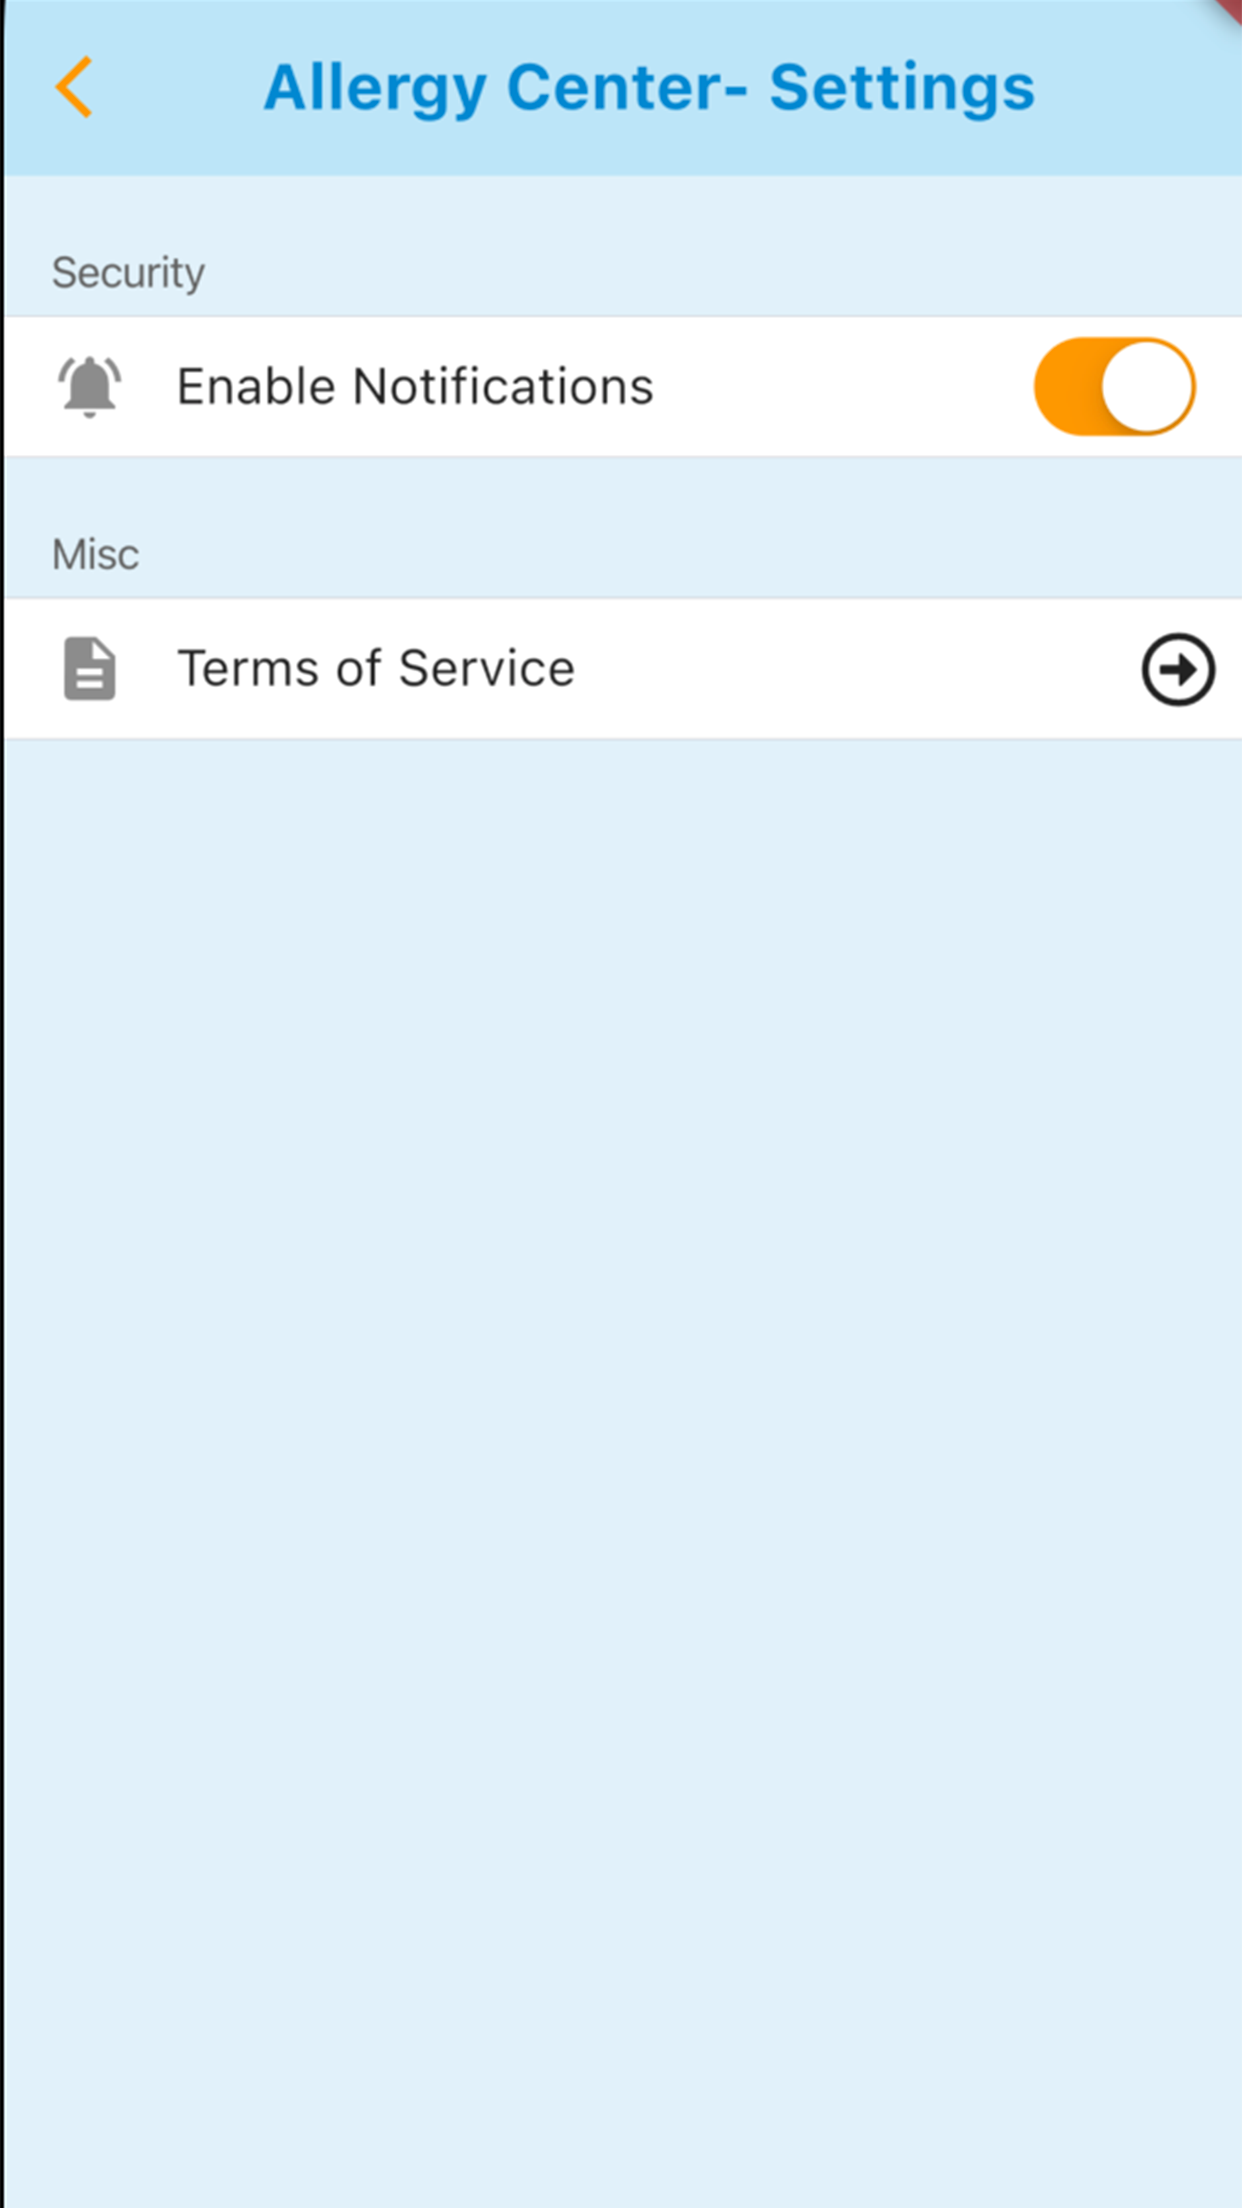 Allergy Center- Settings
Security
Enable Notifications
Misc
Terms of Service